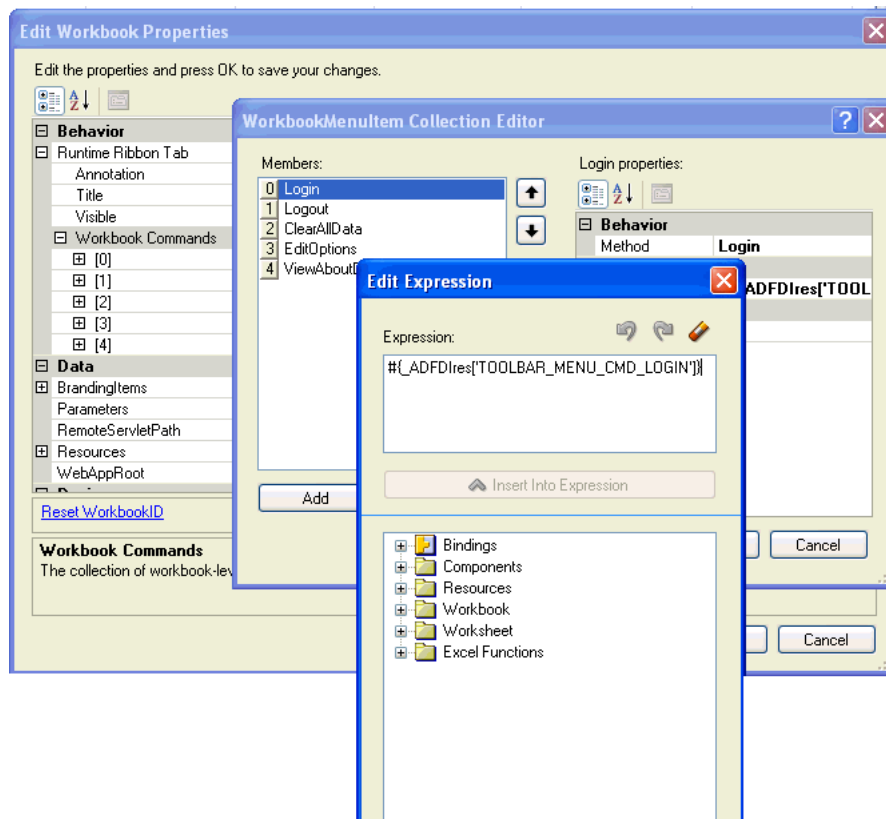 Edit Workbook Properties
Edit the properties and press OK to save your changes.
Behavior
Runtime Ribbon Tab
Annotation
Title
Visible
Workbook Commands
[0]
[1]
[2]
[3]
[4]
Data
BrandingItems
Parameters
RemoteServletPath
Resources
WebAppRoot
Reset WorkbookID
Workbook Commands
The collection of workbook-lev
Cancel
WorkbookMenuItem Collection Editor
Members:
0 Login
1 Logout
2 ClearAllData
3 EditOptions
4 ViewAboutD
Add
Login properties:
Behavior
Method Login
ADFDIres['TOOL
Cancel
Edit Expression
Expression:
#{_ADFDIres['TOOLBAR_MENU_CMD_LOGIN']}
Insert Into Expression
Bindings
Components
Resources
Workbook
Worksheet
Excel Functions